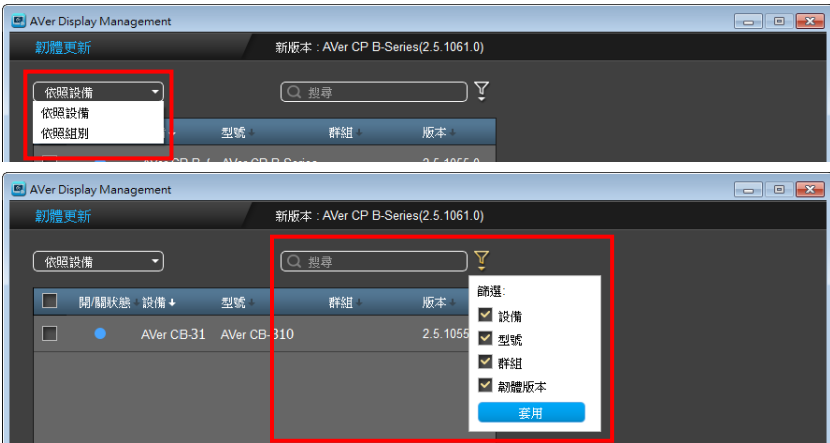 AVer Display Management
韌體更新
新版本 : AVer CP B-Series(2.5.1061.0)
依照設備
搜尋
依照設備
依照組別
型號
群組
版本
AVer Display Management
韌體更新
新版本 : AVer CP B-Series(2.5.1061.0)
依照設備
搜尋
篩選:
開/關狀態 設備 型號 群組 版本
設備
AVer CB-31 AVer CB-310 2.5.1055
型號
群組
韌體版本
套用